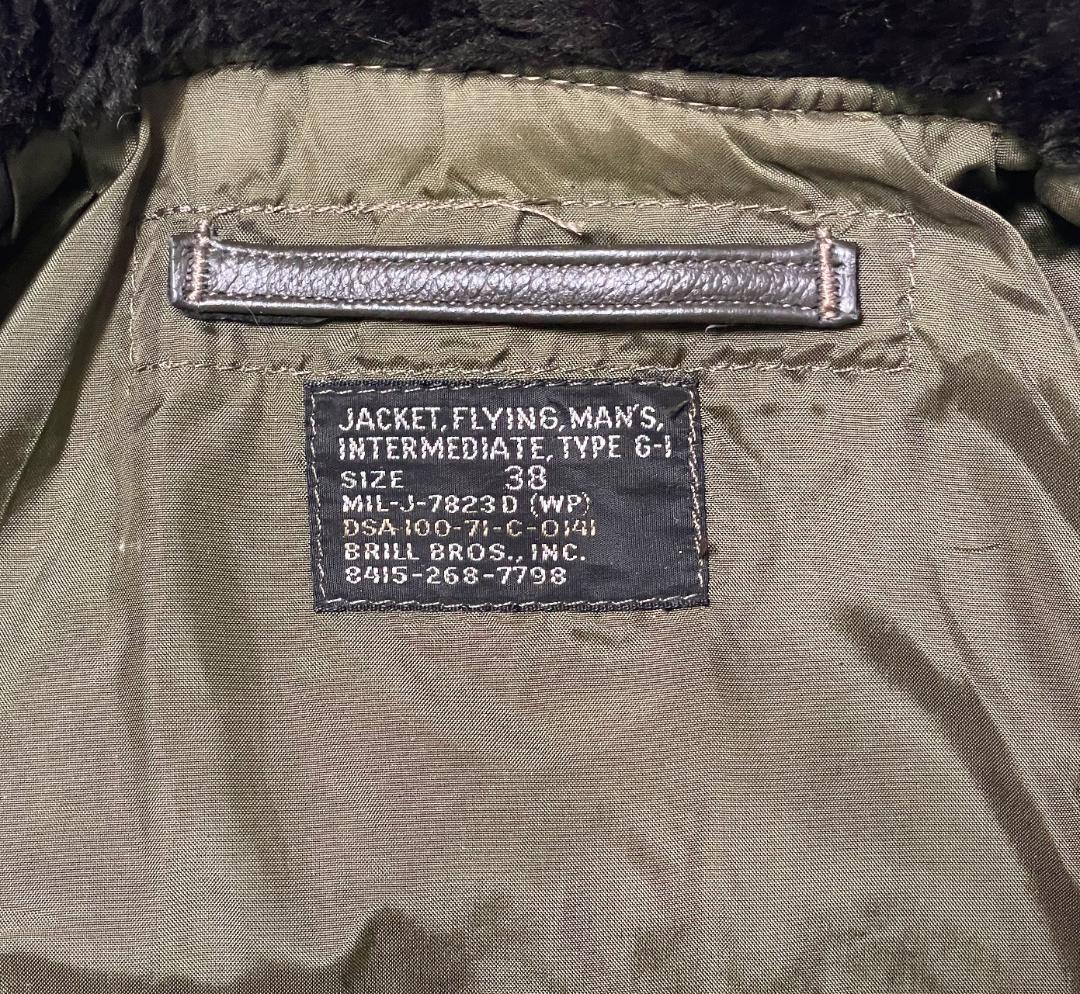 JACKET, FLYING, MAN'S,
INTERMEDIATE, TYPE G-1
SIZE 38
MIL-J-7823D (WP)
DSA-100-71-C-0141
BRILL BROS., INC.
8415-268-7798